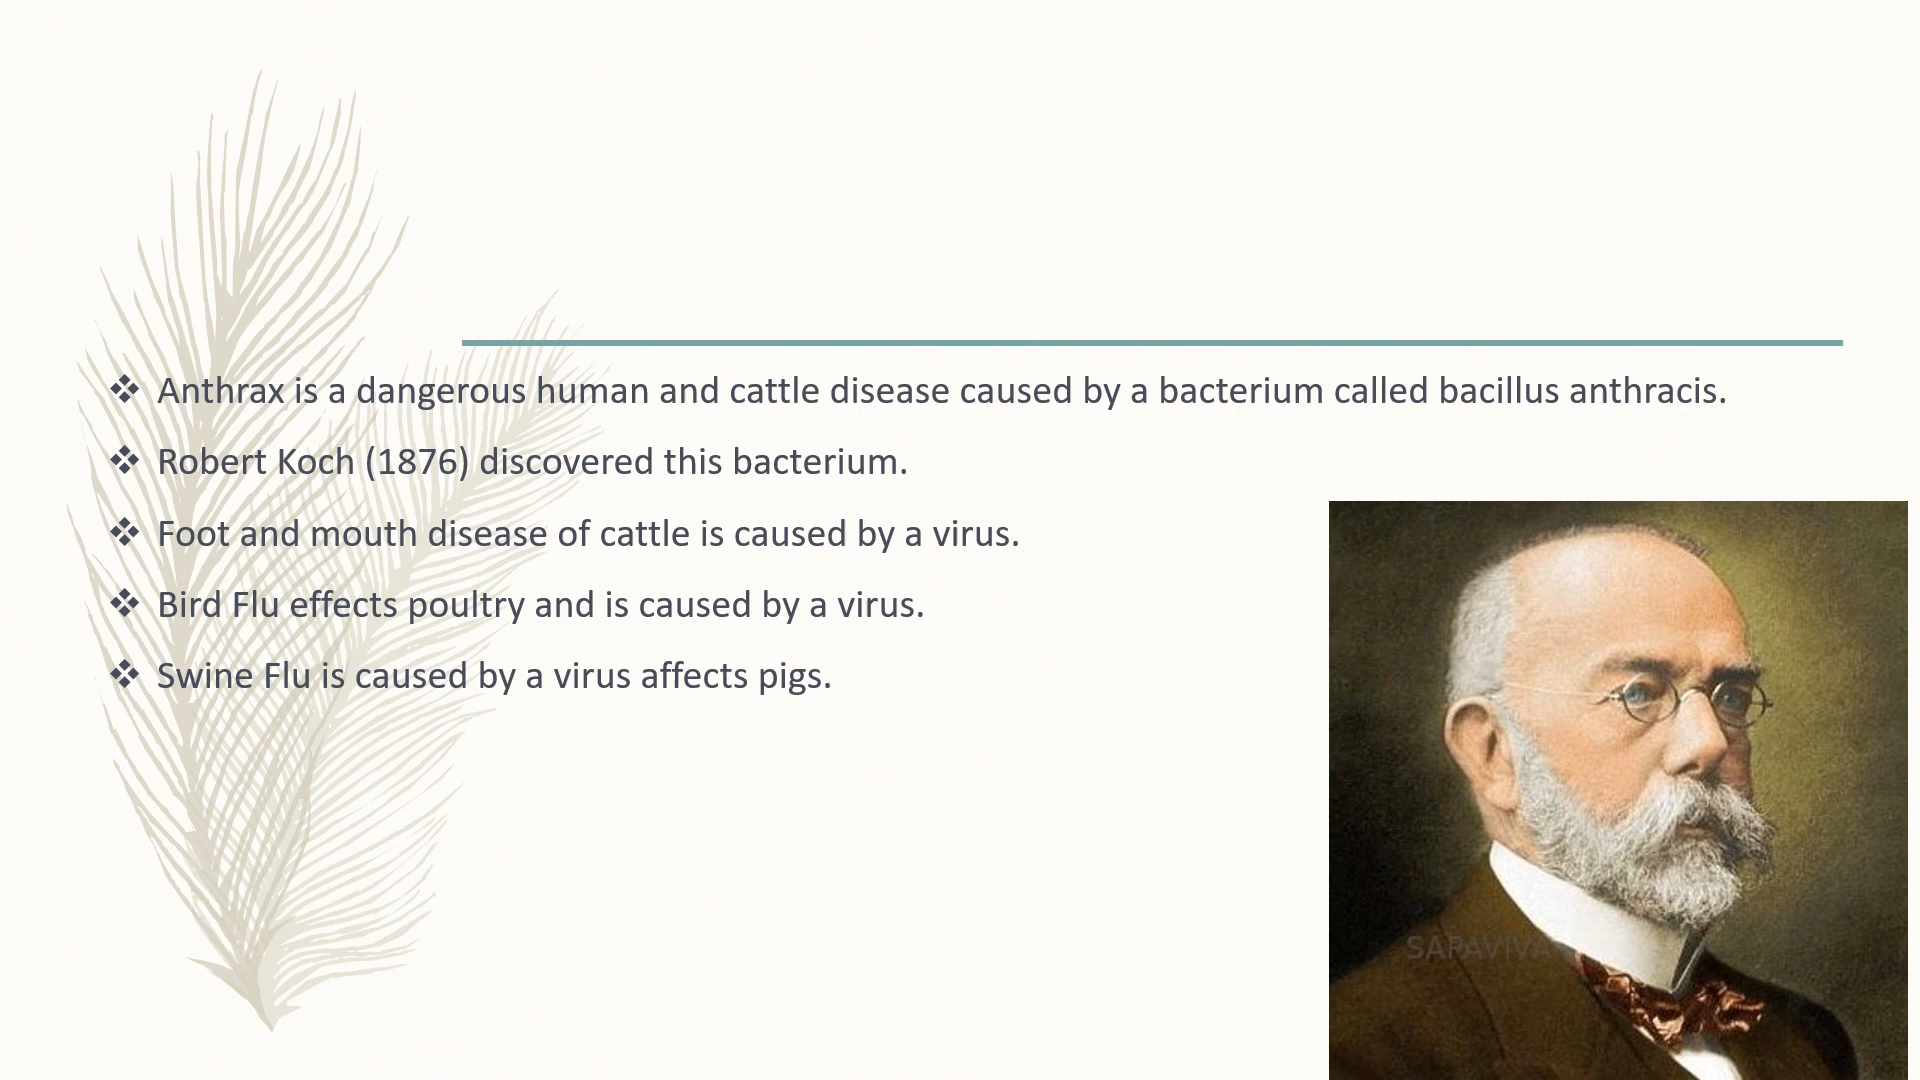 ❖ Anthrax is a dangerous human and cattle disease caused by a bacterium called bacillus anthracis.
❖ Robert Koch (1876) discovered this bacterium.
❖ Foot and mouth disease of cattle is caused by a virus.
❖ Bird Flu effects poultry and is caused by a virus.
❖ Swine Flu is caused by a virus affects pigs.